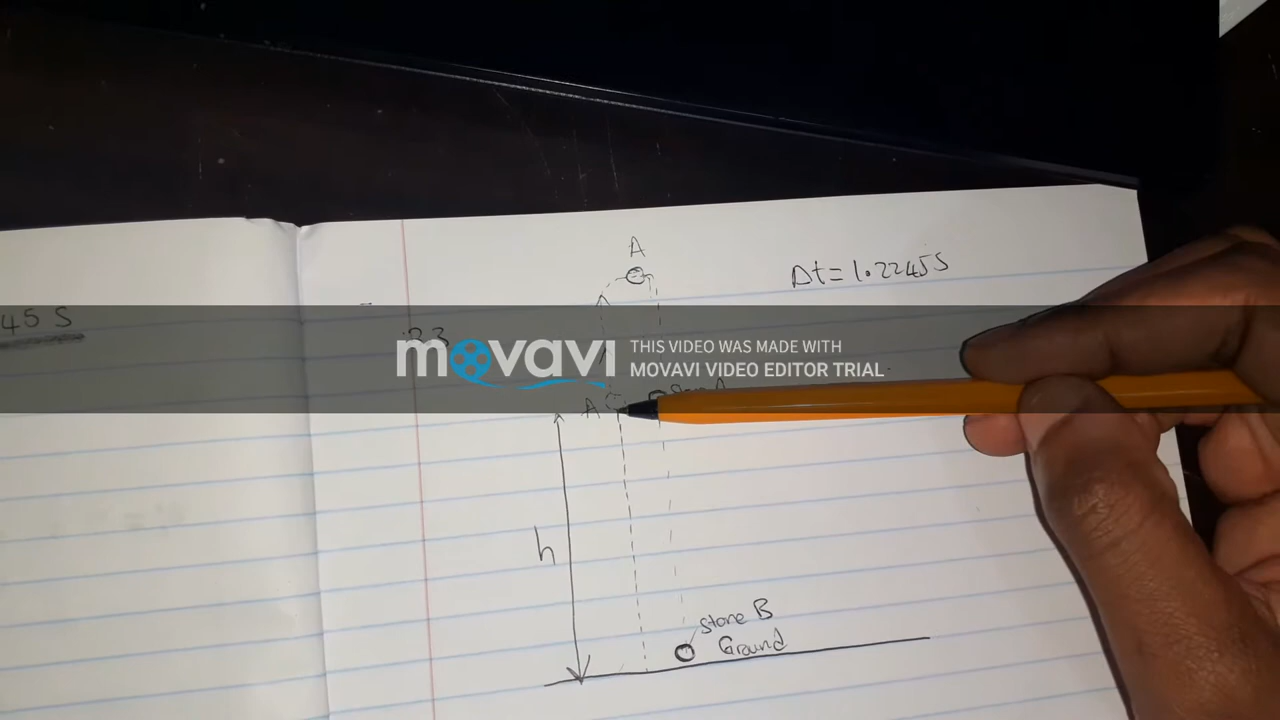 A
Δt = 1.2245 S
45 S
movavi
THIS VIDEO WAS MADE WITH
MOVAVI VIDEO EDITOR TRIAL
A
h
Stone B
Ground